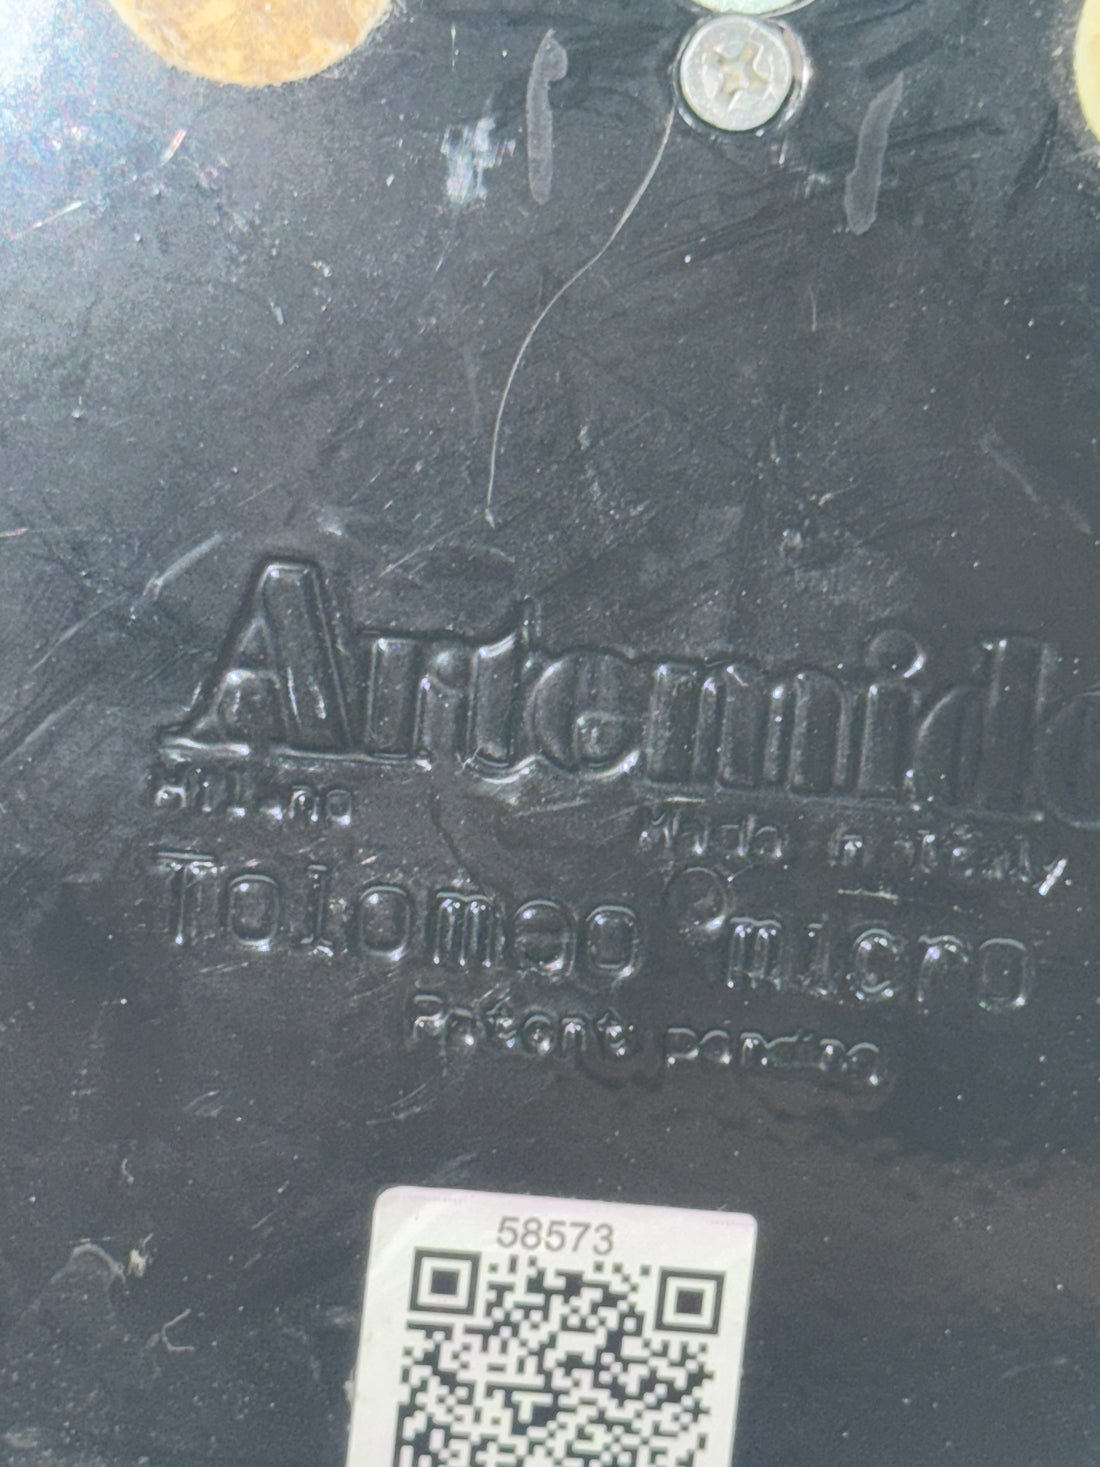 Artemide
Milano Made in Italy
Tolomeo ® micro
Patent pending
58573